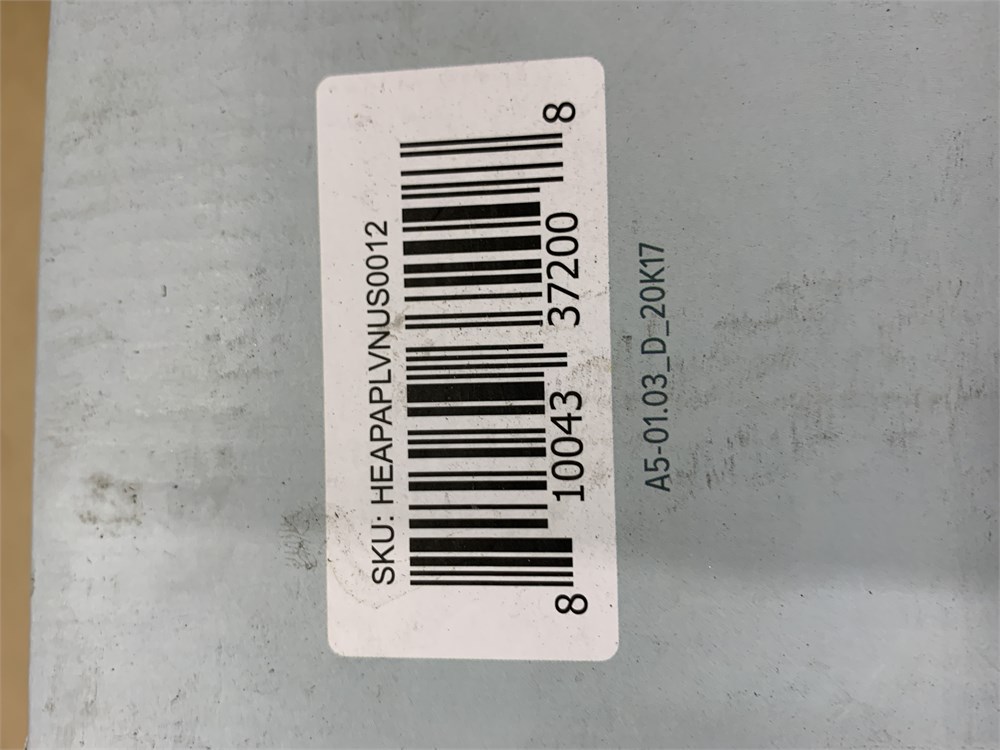 SKU: HEAPAPLVNUS0012
8 10043 37200 8
A5-01.03_D_20K17